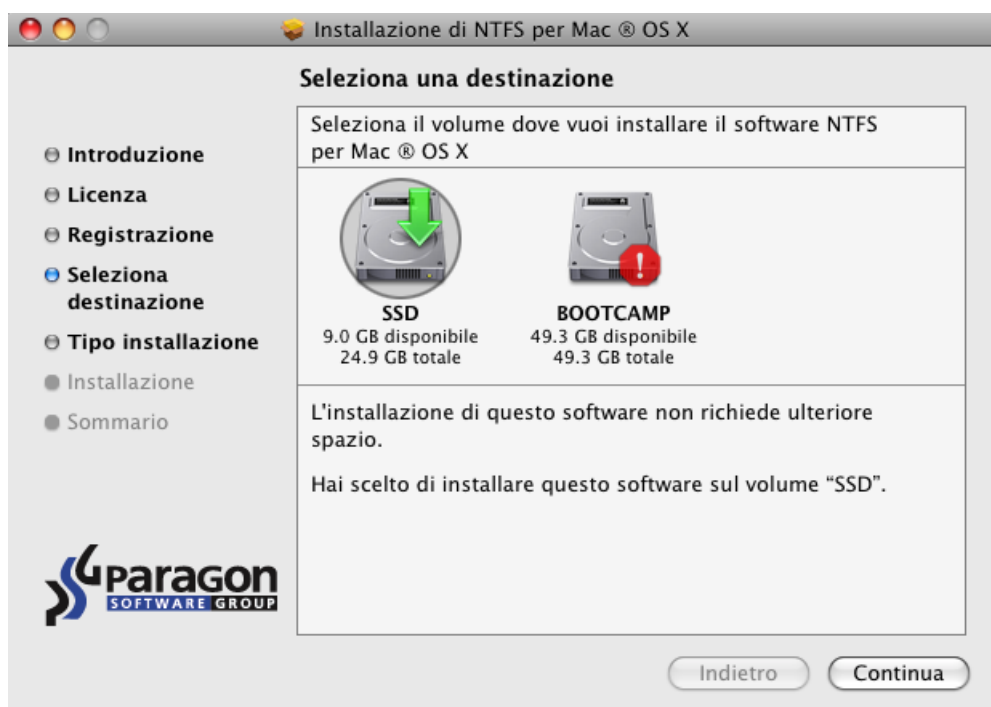 Installazione di NTFS per Mac ® OS X
Seleziona una destinazione
Introduzione
Licenza
Registrazione
Seleziona
destinazione
Tipo installazione
Installazione
Sommario
Seleziona il volume dove vuoi installare il software NTFS
per Mac ® OS X
SSD
9.0 GB disponibile
24.9 GB totale
BOOTCAMP
49.3 GB disponibile
49.3 GB totale
L'installazione di questo software non richiede ulteriore
spazio.
Hai scelto di installare questo software sul volume “SSD”.
Paragon
SOFTWARE GROUP
Indietro
Continua